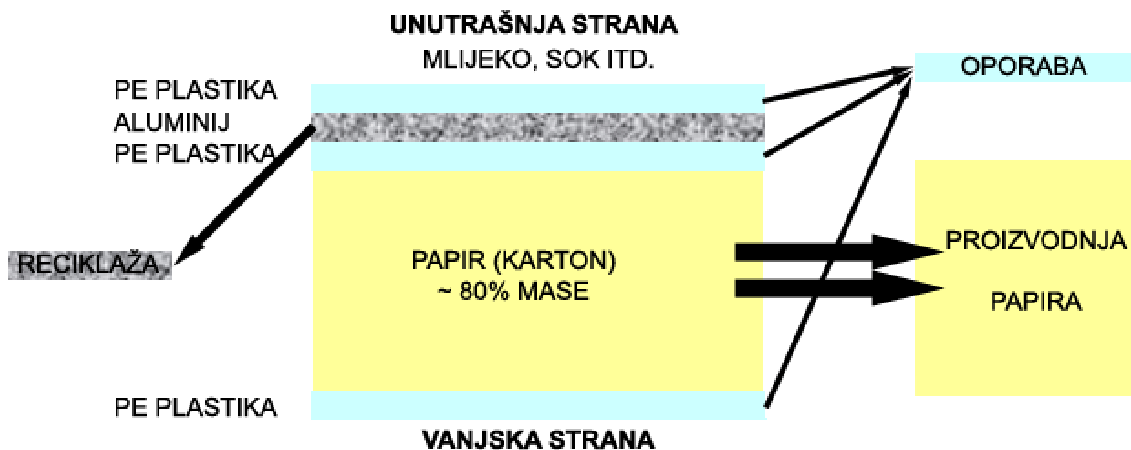 UNUTRAŠNJA STRANA
MLIJEKO, SOK ITD.
PE PLASTIKA
ALUMINIJ
PE PLASTIKA
OPORABA
RECIKLAŽA
PAPIR (KARTON)
~ 80% MASE
PROIZVODNJA
PAPIRA
PE PLASTIKA
VANJSKA STRANA